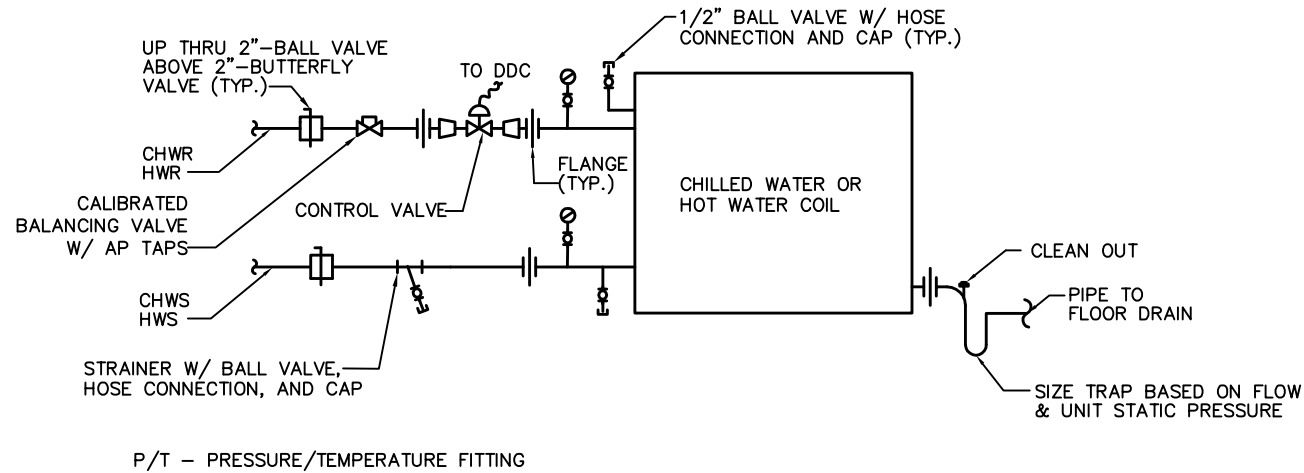 1/2" BALL VALVE W/ HOSE
CONNECTION AND CAP (TYP.)
UP THRU 2"-BALL VALVE
ABOVE 2"-BUTTERFLY
VALVE (TYP.)
TO DDC
CHWR
HWR
FLANGE
(TYP.)
CHILLED WATER OR
HOT WATER COIL
CALIBRATED
BALANCING VALVE
W/ AP TAPS
CONTROL VALVE
CLEAN OUT
CHWS
HWS
PIPE TO
FLOOR DRAIN
STRAINER W/ BALL VALVE,
HOSE CONNECTION, AND CAP
SIZE TRAP BASED ON FLOW
& UNIT STATIC PRESSURE
P/T - PRESSURE/TEMPERATURE FITTING